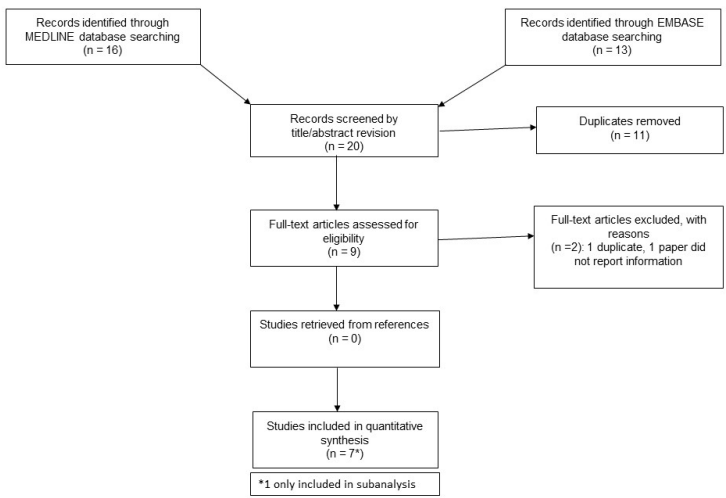 Records identified through
MEDLINE database searching
(n = 16)
Records identified through EMBASE
database searching
(n = 13)
Records screened by
title/abstract revision
(n = 20)
Duplicates removed
(n = 11)
Full-text articles assessed for
eligibility
(n = 9)
Full-text articles excluded, with
reasons
(n =2): 1 duplicate, 1 paper did
not report information
Studies retrieved from references
(n = 0)
Studies included in quantitative
synthesis
(n = 7*)
*1 only included in subanalysis